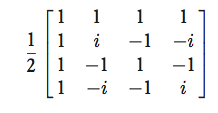 1/2 [ 1 1 1 1
1 i −1 −i
1 −1 1 −1
1 −i −1 i ]